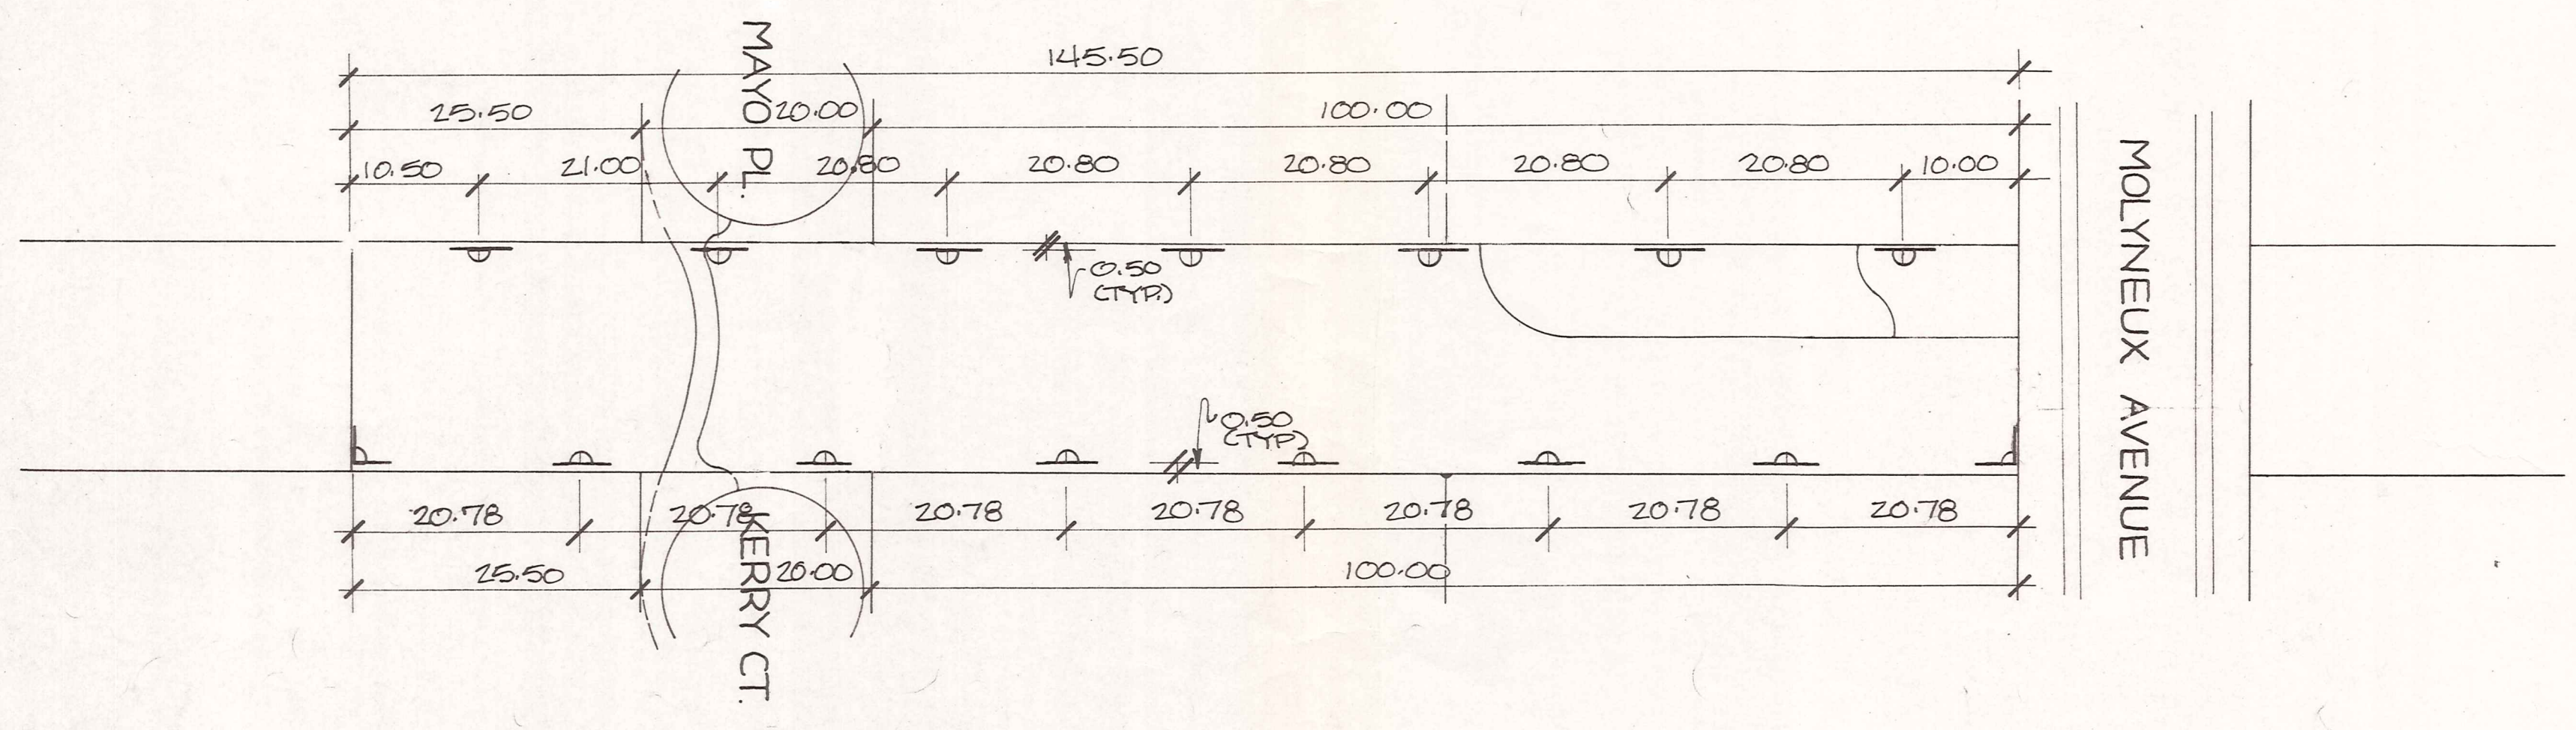 145.50
25.50 20.00 100.00
10.50 21.00 20.80 20.80 20.80 20.80 20.80 10.00
MAYO PL.
0.50
(TYP.)
0.50
(TYP.)
20.78 20.78 20.78 20.78 20.78 20.78 20.78
25.50 20.00 100.00
KERRY CT.
MOLYNEUX AVENUE